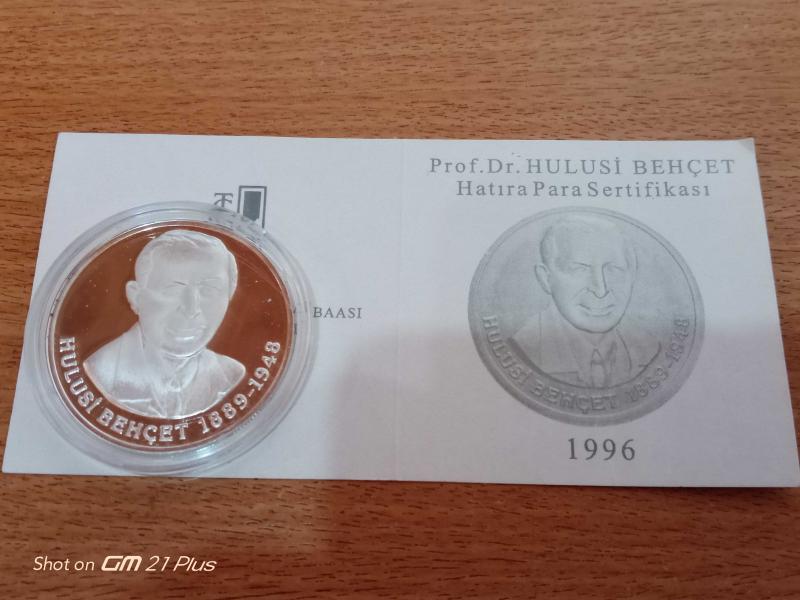 TC
BAASI
HULUSİ BEHÇET 1889-1948
Prof.Dr. HULUSİ BEHÇET
Hatıra Para Sertifikası
HULUSİ BEHÇET 1889-1948
1996
Shot on GM 21 Plus